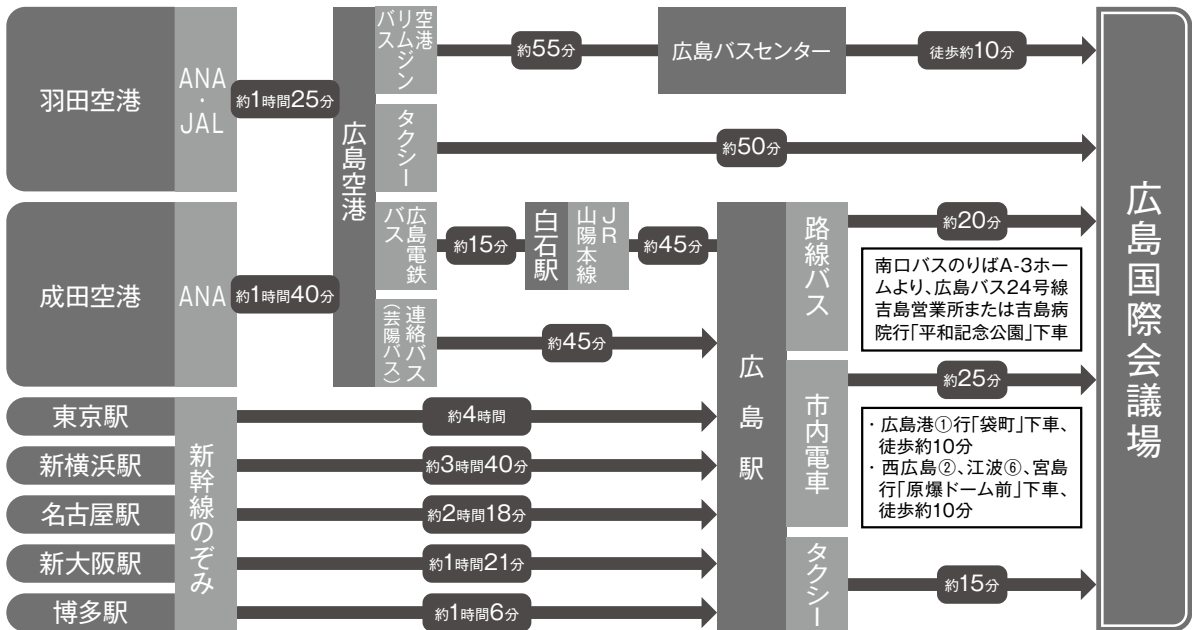 羽田空港
ANA・JAL
約1時間25分
成田空港
ANA
約1時間40分
広島空港
空港リムジンバス
約55分
広島バスセンター
徒歩約10分
タクシー
約50分
広島電鉄バス
約15分
白石駅
JR山陽本線
約45分
連絡バス(芸陽バス)
約45分
東京駅
新横浜駅
名古屋駅
新大阪駅
博多駅
新幹線のぞみ
約4時間
約3時間40分
約2時間18分
約1時間21分
約1時間6分
広島駅
路線バス
約20分
南口バスのりばA-3ホー
ムより、広島バス24号線
吉島営業所または吉島病
院行「平和記念公園」下車
市内電車
約25分
・広島港①行「袋町」下車、
徒歩約10分
・西広島②、江波⑥、宮島
行「原爆ドーム前」下車、
徒歩約10分
タクシー
約15分
広島国際会議場